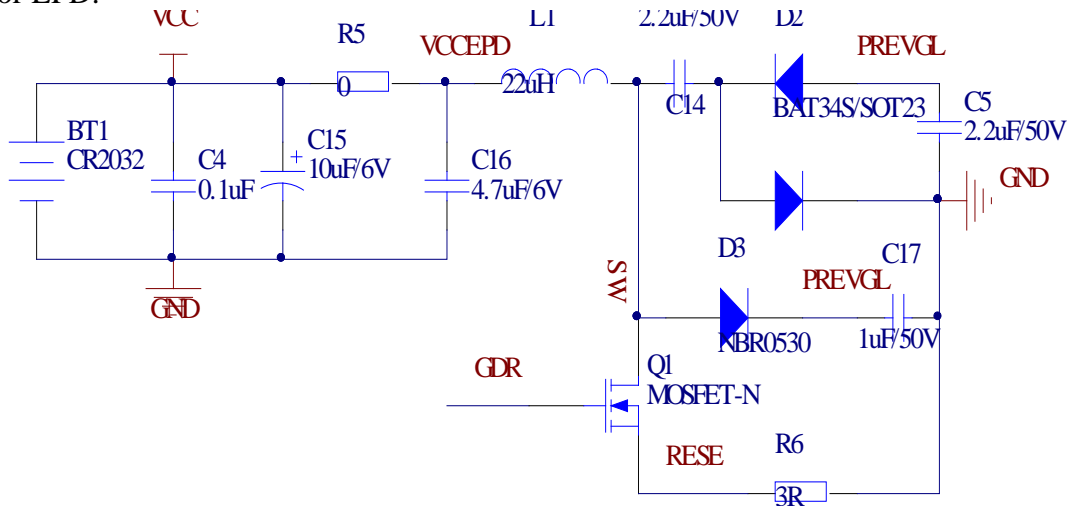 or EPD.
VCC
R5
0
VCCEPD
L1
22uH
2.2uF/50V
C14
D2
PREVGL
BAT34S/SOT23
C5
2.2uF/50V
BT1
CR2032
C4
0.1uF
C15
+
10uF/6V
C16
4.7uF/6V
GND
GND
D3
SW
PREVGL
C17
NBR0530
1uF/50V
GDR
Q1
MOSFET-N
RESE
R6
3R